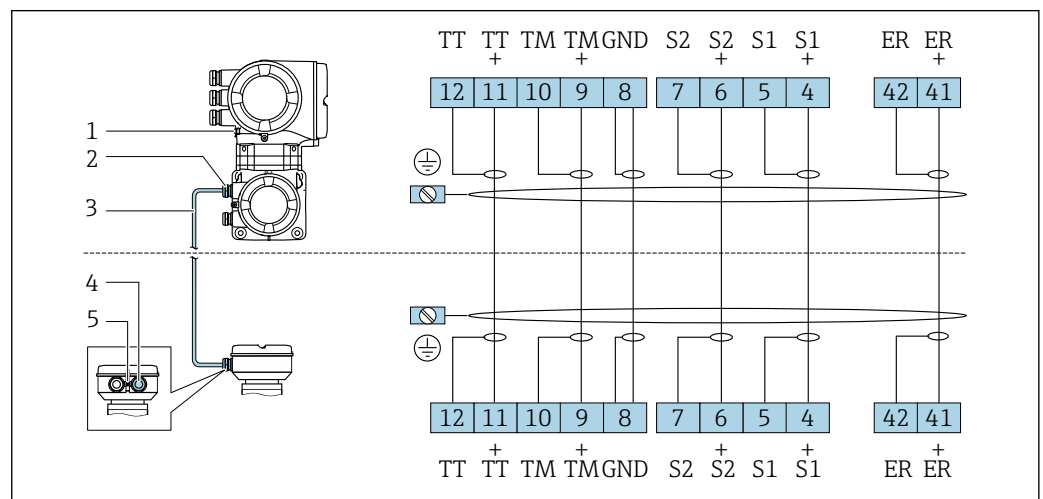 TT TT TM TM GND S2 S2 S1 S1 ER ER
+ + + + +
12 11 10 9 8 7 6 5 4 42 41
1
2
3
4
5
12 11 10 9 8 7 6 5 4 42 41
+ + + + +
TT TT TM TM GND S2 S2 S1 S1 ER ER